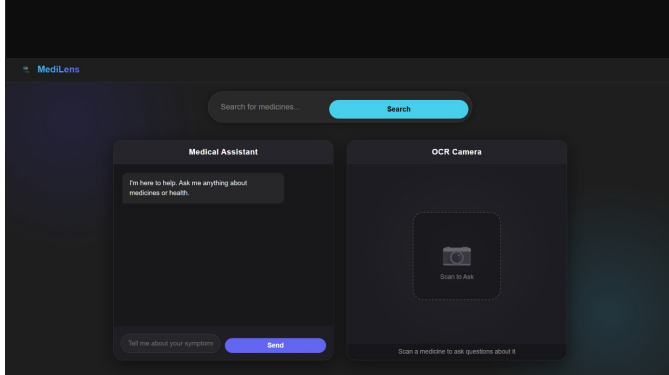 MediLens
Search for medicines...
Search
Medical Assistant
I'm here to help. Ask me anything about
medicines or health.
Tell me about your symptom
Send
OCR Camera
Scan to Ask
Scan a medicine to ask questions about it